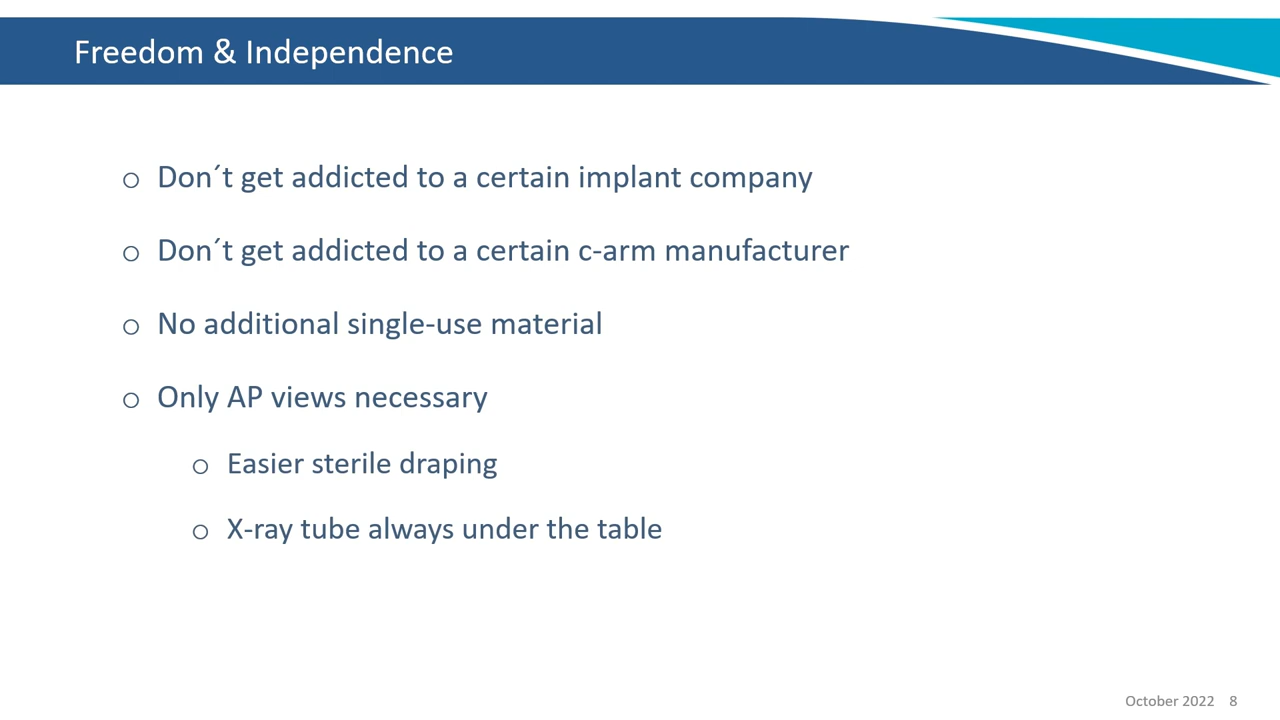 Freedom & Independence
o Don´t get addicted to a certain implant company
o Don´t get addicted to a certain c-arm manufacturer
o No additional single-use material
o Only AP views necessary
o Easier sterile draping
o X-ray tube always under the table
October 2022 8